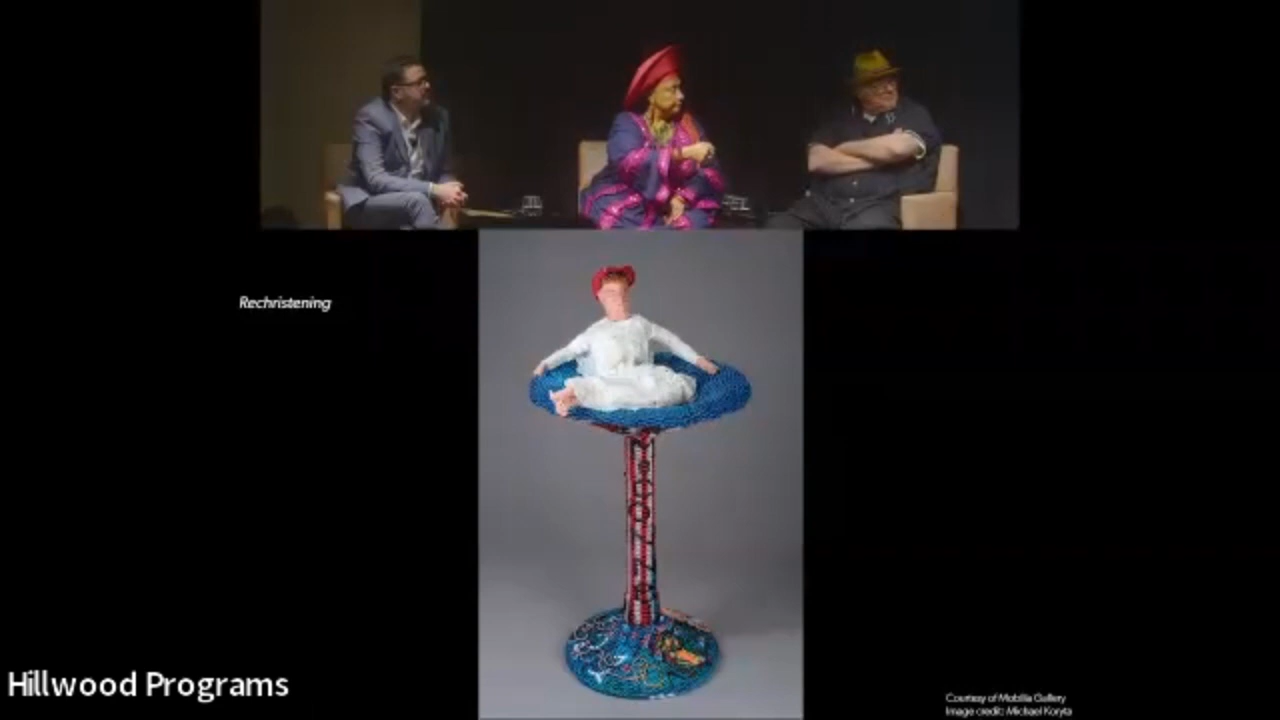 Rechristening
Hillwood Programs
Courtesy of Mobilia Gallery
Image credit: Michael Koryta